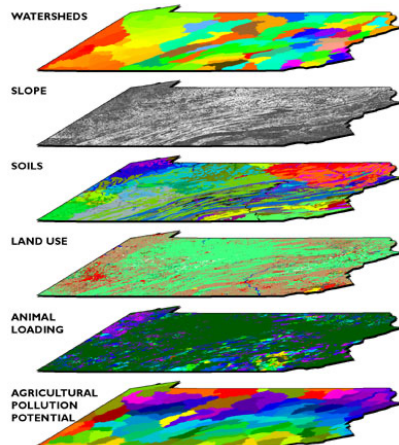 WATERSHEDS
SLOPE
SOILS
LAND USE
ANIMAL
LOADING
AGRICULTURAL
POLLUTION
POTENTIAL